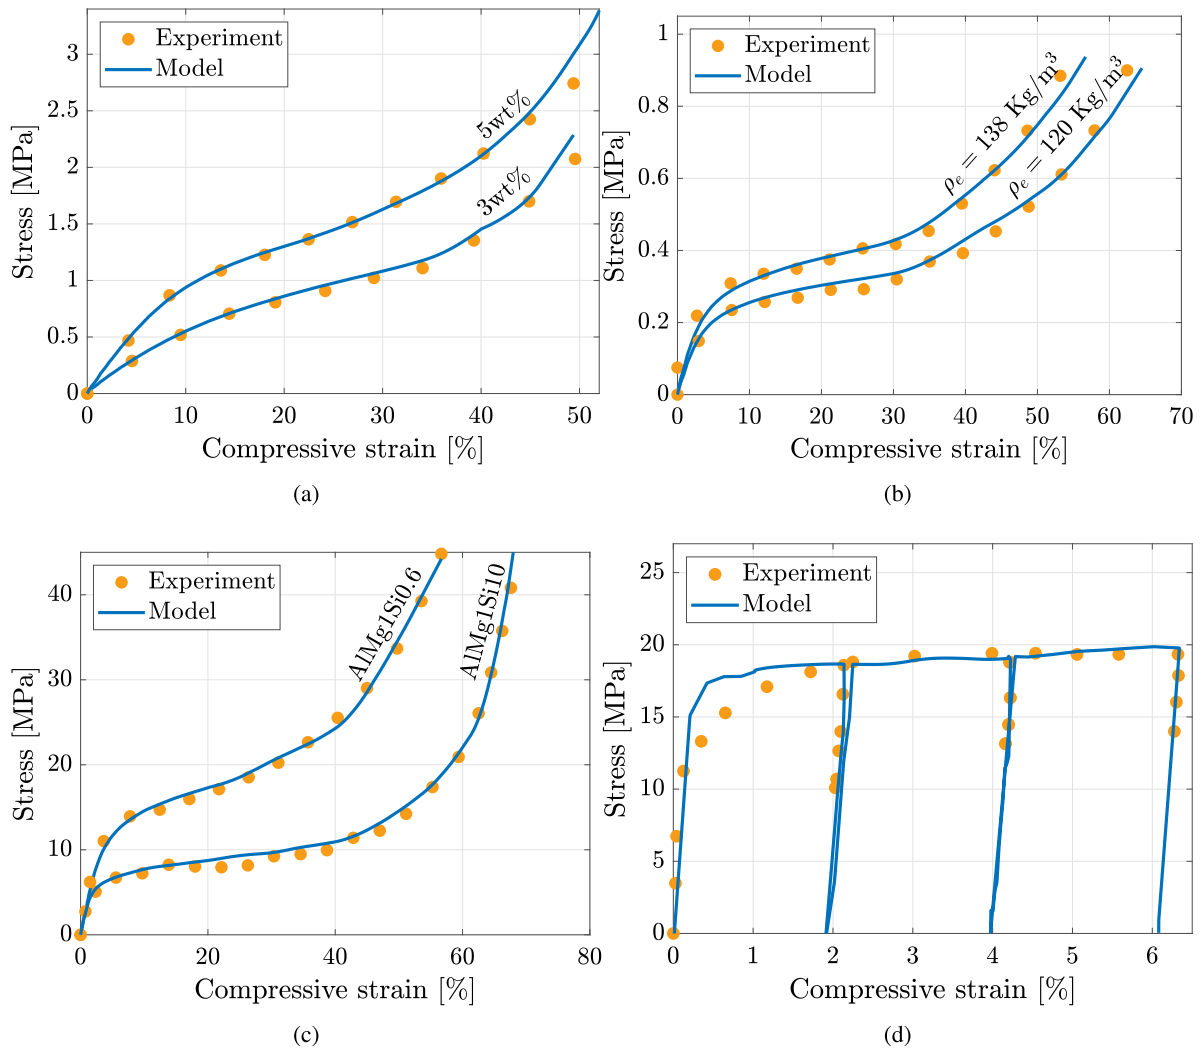 Experiment
Model
5wt%
3wt%
3
2.5
2
1.5
1
0.5
0
0 10 20 30 40 50
Stress [MPa]
Compressive strain [%]
(a)
Experiment
Model
ρₑ = 138 Kg/m³
ρₑ = 120 Kg/m³
1
0.8
0.6
0.4
0.2
0
0 10 20 30 40 50 60 70
Stress [MPa]
Compressive strain [%]
(b)
Experiment
Model
AlMg1Si0.6
AlMg1Si10
40
30
20
10
0
0 20 40 60 80
Stress [MPa]
Compressive strain [%]
(c)
Experiment
Model
25
20
15
10
5
0
0 1 2 3 4 5 6
Stress [MPa]
Compressive strain [%]
(d)